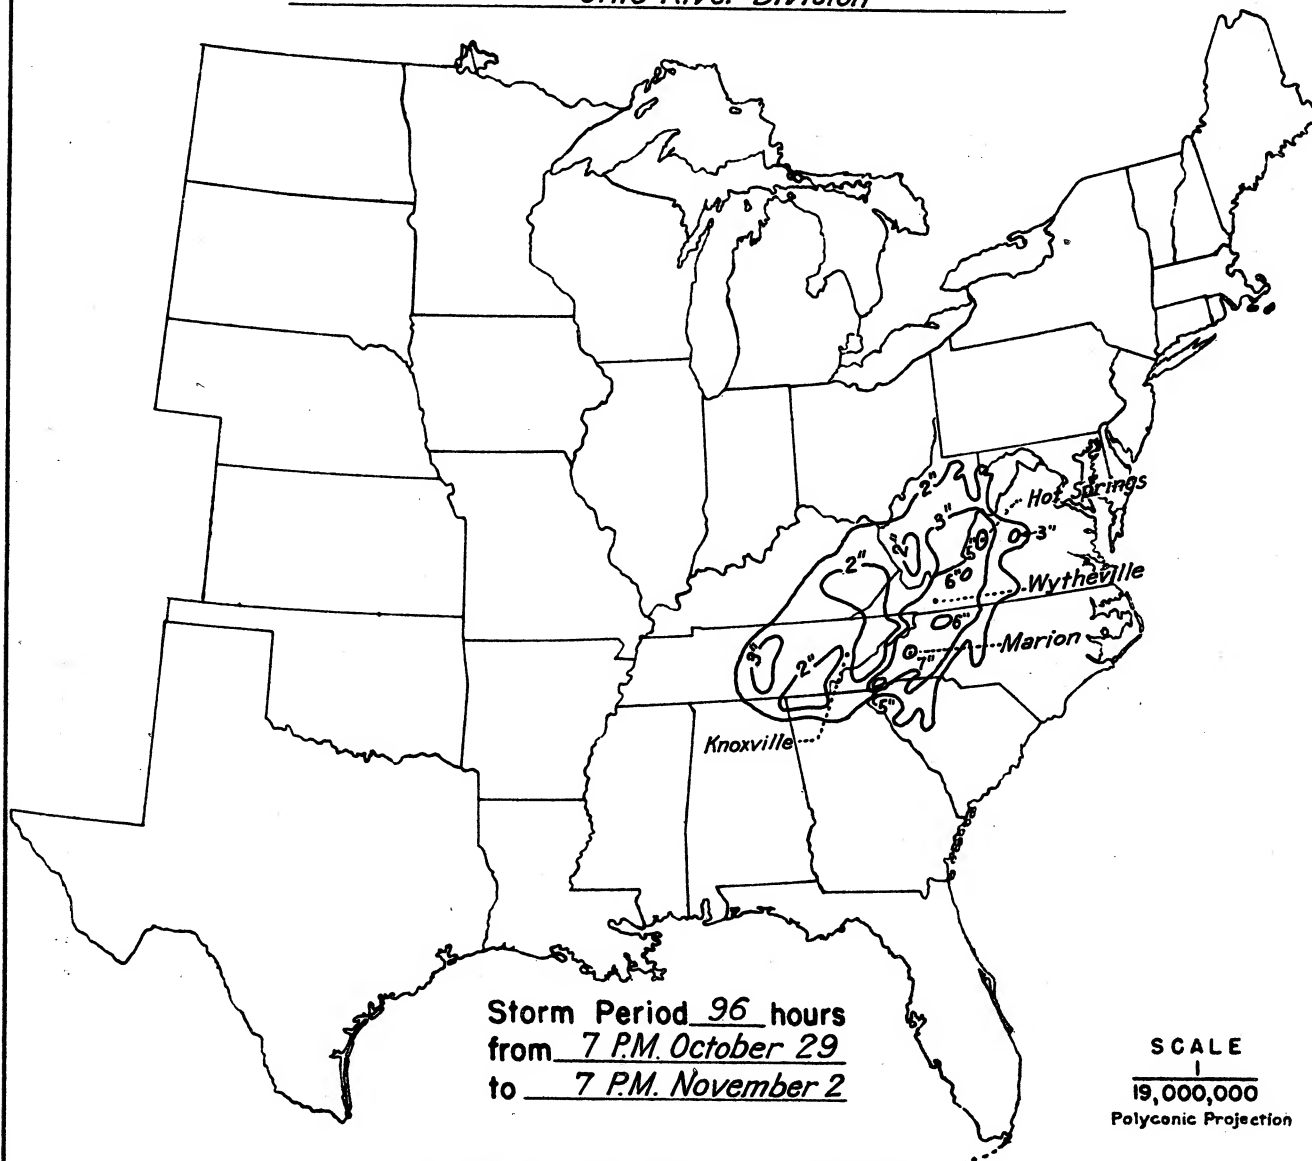 Ohio River Division
2"
Hot Springs
3"
3"
2"
5"
2"
6"
Wytheville
6"
Marion
3"
2"
7"
5"
Knoxville
Storm Period 96 hours
from 7 P.M. October 29
to 7 P.M. November 2
SCALE
1
19,000,000
Polyconic Projection